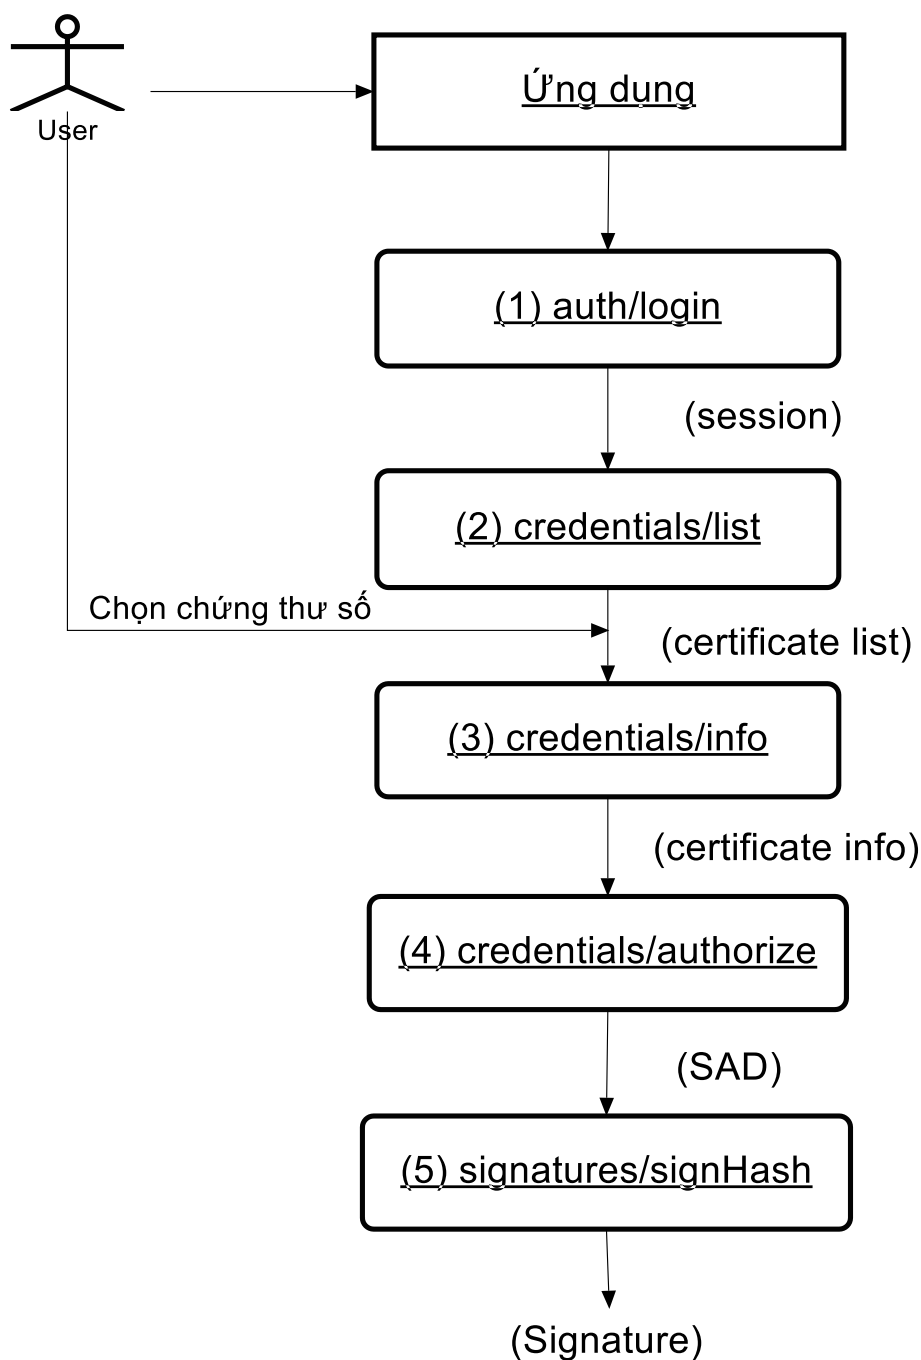 User
Ứng dụng
(1) auth/login
(session)
(2) credentials/list
Chọn chứng thư số
(certificate list)
(3) credentials/info
(certificate info)
(4) credentials/authorize
(SAD)
(5) signatures/signHash
(Signature)